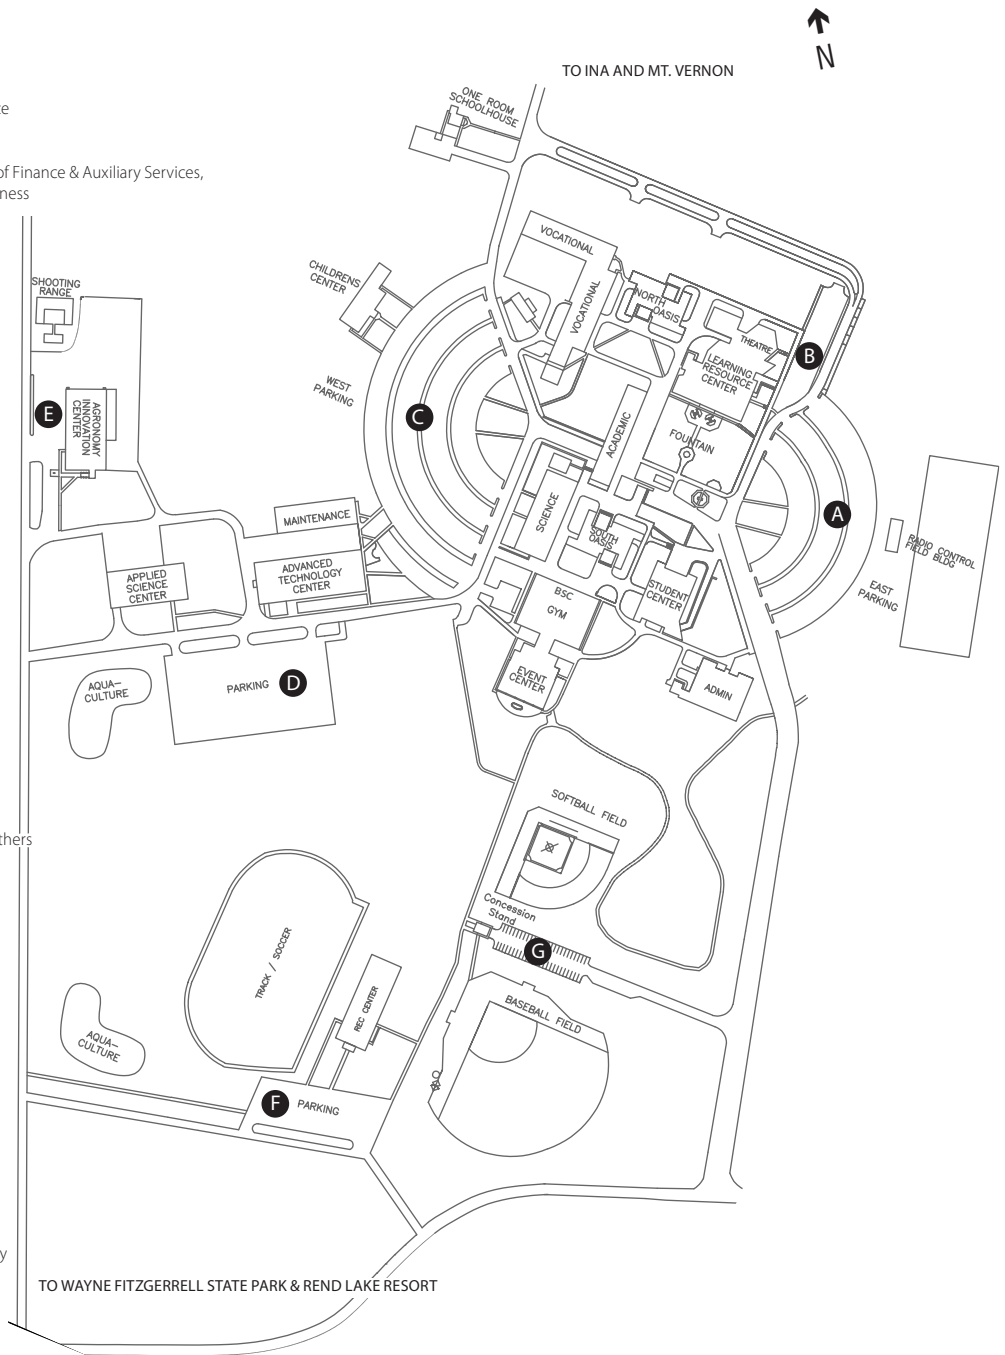 N
TO INA AND MT. VERNON
ONE ROOM
SCHOOLHOUSE
of Finance & Auxiliary Services,
SHOOTING
RANGE
CHILDRENS
CENTER
VOCATIONAL
VOCATIONAL
NORTH
OASIS
THEATRE
LEARNING
RESOURCE
CENTER
B
WEST
PARKING
C
E
AGRONOMY
INNOVATION
CENTER
ACADEMIC
FOUNTAIN
SCIENCE
SOUTH
OASIS
A
RADIO CONTROL
FIELD BLDG
EAST
PARKING
MAINTENANCE
ADVANCED
TECHNOLOGY
CENTER
APPLIED
SCIENCE
CENTER
BSC
GYM
STUDENT
CENTER
EVENT
CENTER
ADMIN
AQUA-
CULTURE
PARKING
D
SOFTBALL FIELD
Concession
Stand
G
TRACK / SOCCER
REC CENTER
BASEBALL FIELD
AQUA-
CULTURE
F
PARKING
TO WAYNE FITZGERRELL STATE PARK & REND LAKE RESORT